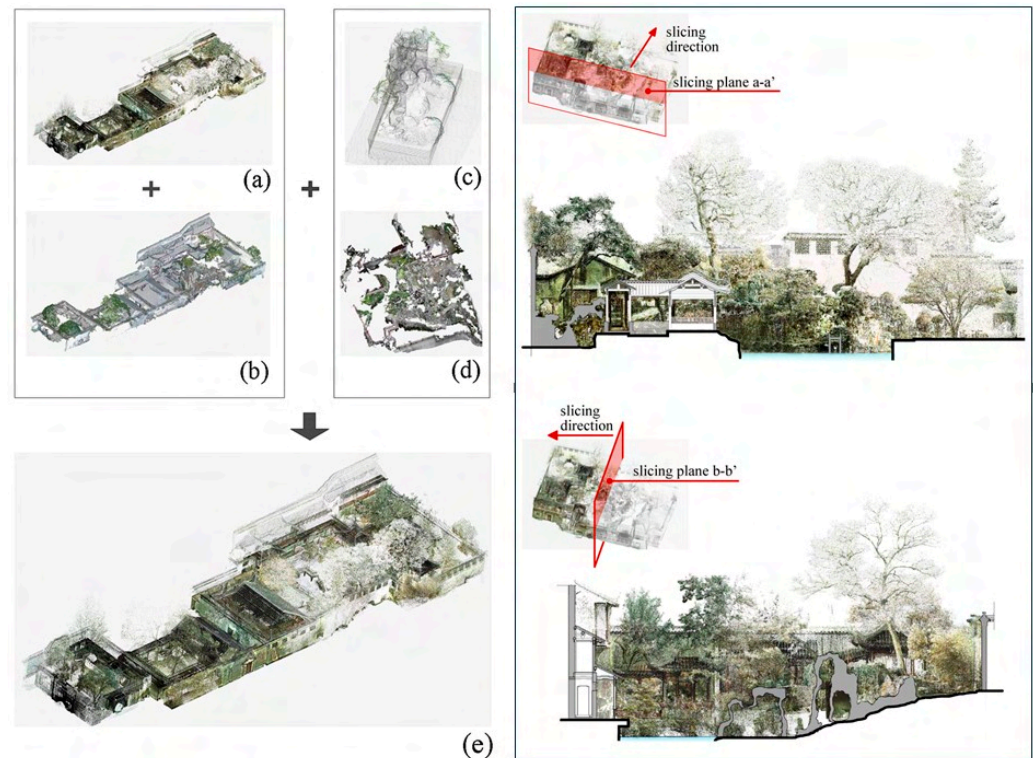 (a)
(c)
(b)
(d)
(e)
slicing
direction
slicing plane a-a’
slicing
direction
slicing plane b-b’